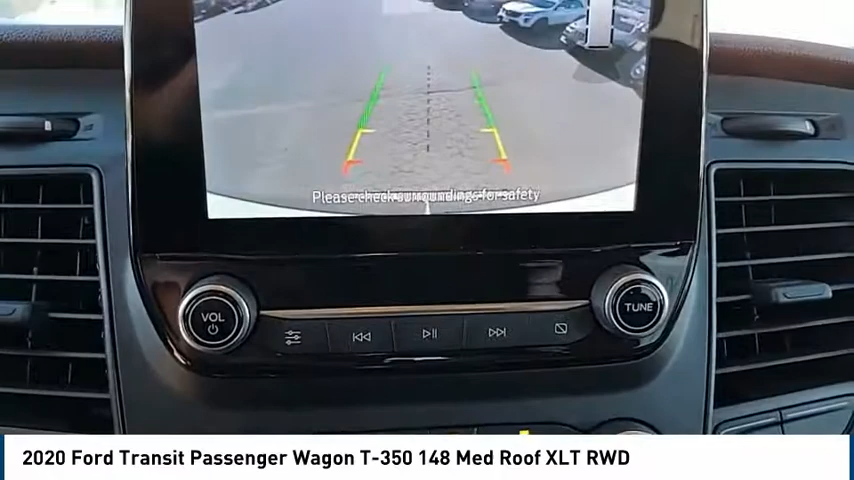 Please check surroundings for safety
VOL
TUNE
2020 Ford Transit Passenger Wagon T-350 148 Med Roof XLT RWD